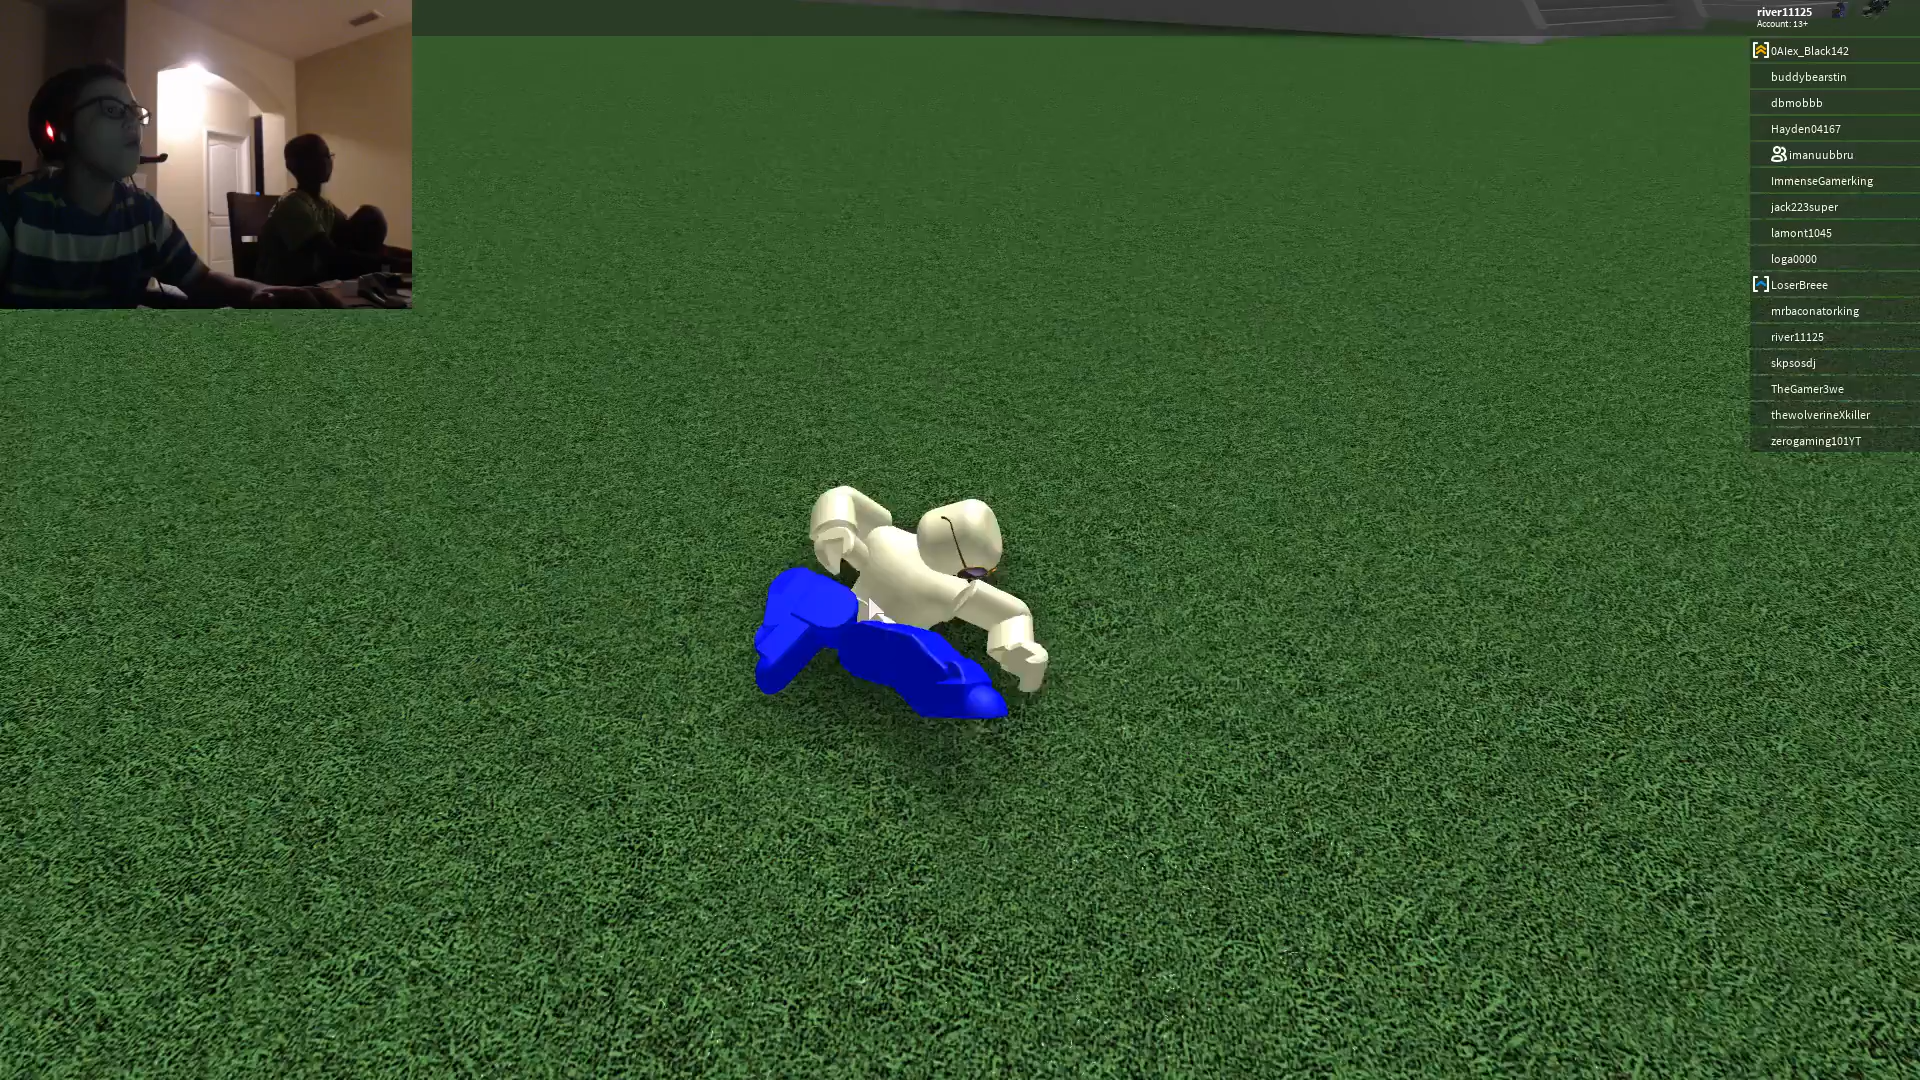 river11125
Account: 13+
0Alex_Black142
buddybearstin
dbmobbb
Hayden04167
imanuubbru
ImmenseGamerking
jack223super
lamont1045
loga0000
LoserBreee
mrbaconatorking
river11125
skpsosdj
TheGamer3we
thewolverineXkiller
zerogaming101YT